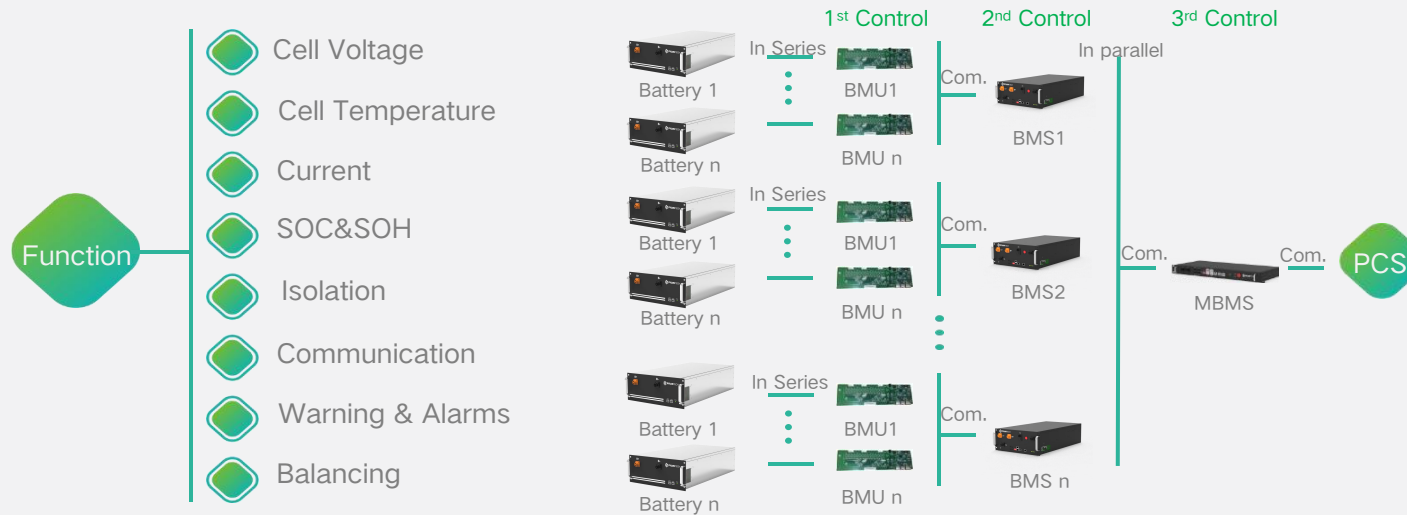 Function
Cell Voltage
Cell Temperature
Current
SOC&SOH
Isolation
Communication
Warning & Alarms
Balancing
1st Control
2nd Control
3rd Control
In Series
Battery 1
BMU1
Battery n
BMU n
Com.
BMS1
In parallel
In Series
Battery 1
BMU1
Battery n
BMU n
Com.
BMS2
In Series
Battery 1
BMU1
Battery n
BMU n
Com.
BMS n
Com.
MBMS
Com.
PCS